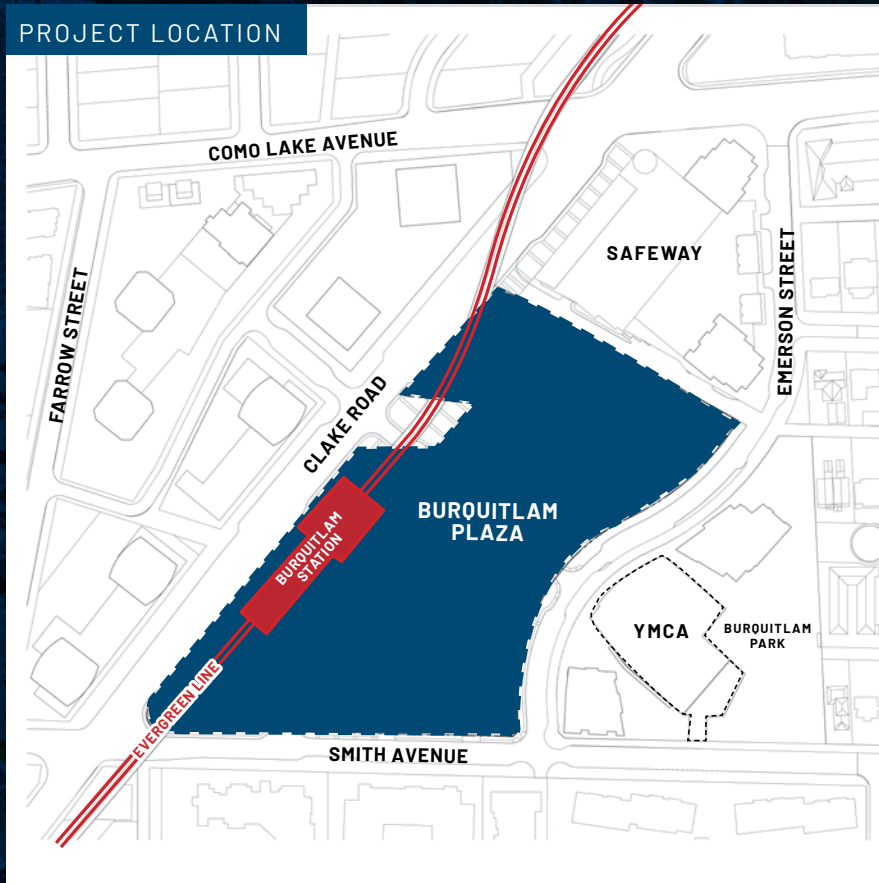 PROJECT LOCATION
COMO LAKE AVENUE
SAFEWAY
EMERSON STREET
FARROW STREET
CLAKE ROAD
BURQUITLAM
PLAZA
BURQUITLAM
STATION
YMCA
BURQUITLAM
PARK
EVERGREEN LINE
SMITH AVENUE